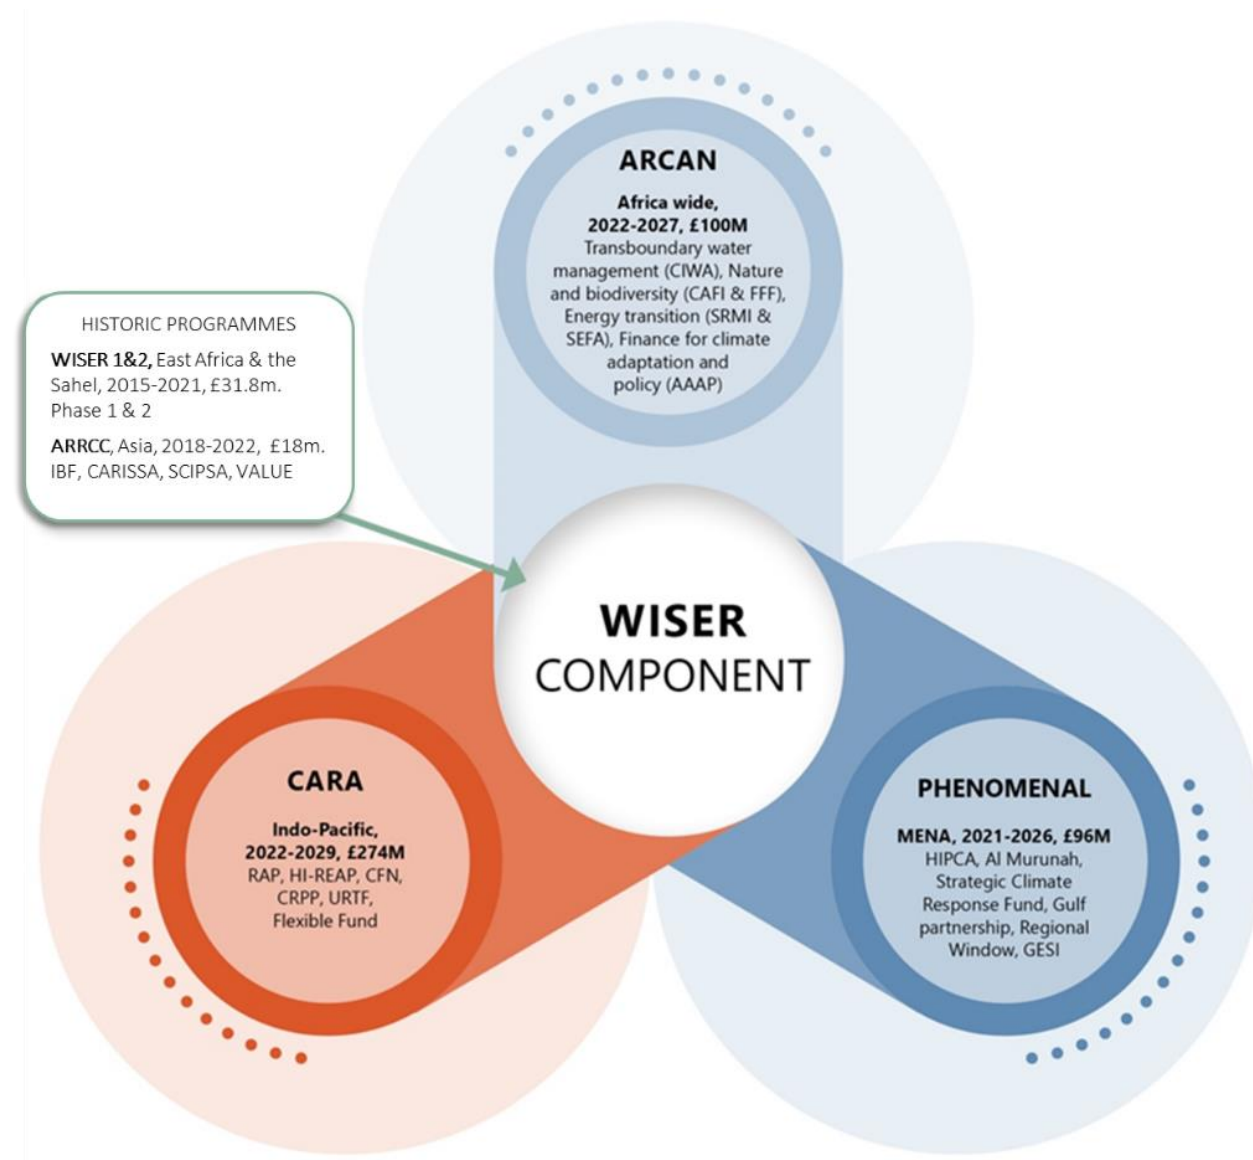 ARCAN
Africa wide,
2022-2027, £100M
Transboundary water
management (CIWA), Nature
and biodiversity (CAFI & FFF),
Energy transition (SRMI &
SEFA), Finance for climate
adaptation and
policy (AAAP)
HISTORIC PROGRAMMES
WISER 1&2, East Africa & the
Sahel, 2015-2021, £31.8m.
Phase 1 & 2
ARRCC, Asia, 2018-2022, £18m.
IBF, CARISSA, SCIPSA, VALUE
WISER
COMPONENT
CARA
Indo-Pacific,
2022-2029, £274M
RAP, HI-REAP, CFN,
CRPP, URTF,
Flexible Fund
PHENOMENAL
MENA, 2021-2026, £96M
HIPCA, Al Murunah,
Strategic Climate
Response Fund, Gulf
partnership, Regional
Window, GESI